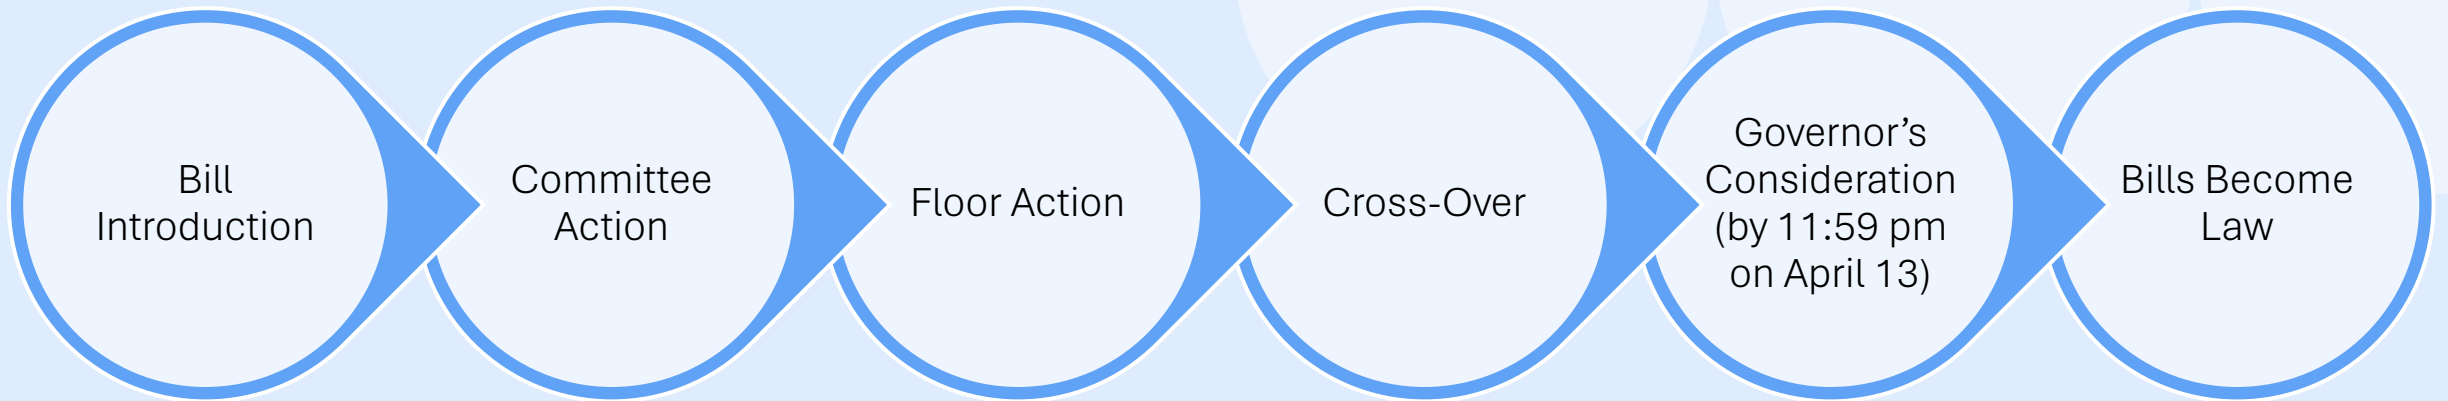 Bill
Introduction
Committee
Action
Floor Action
Cross-Over
Governor’s
Consideration
(by 11:59 pm
on April 13)
Bills Become
Law